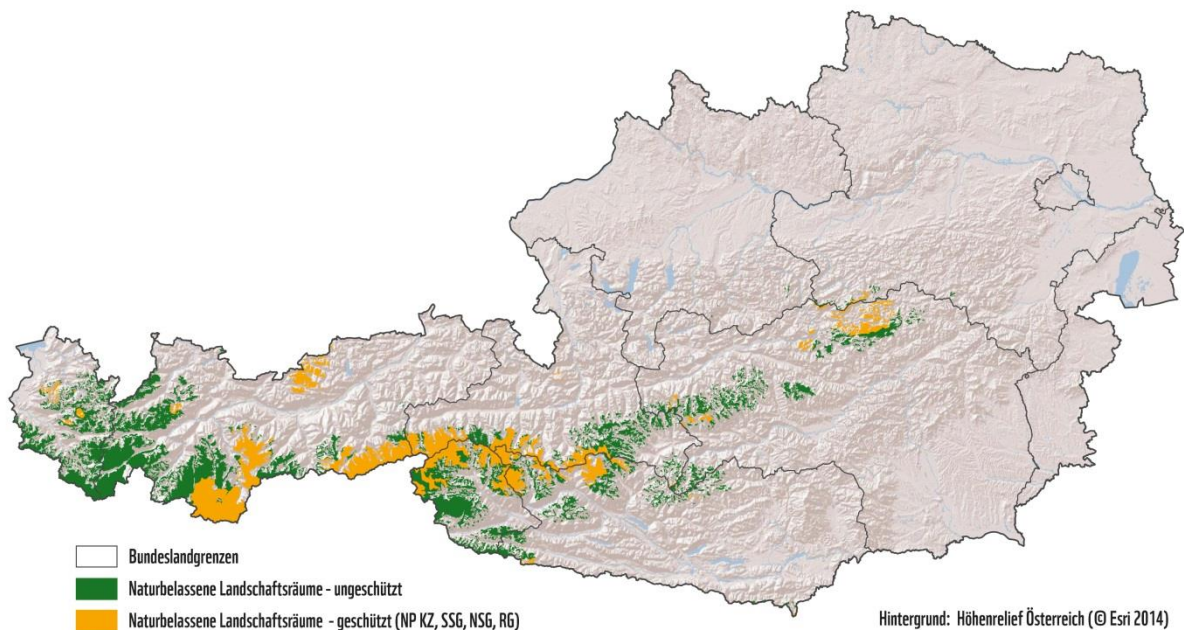 Bundeslandgrenzen
Naturbelassene Landschaftsräume - ungeschützt
Naturbelassene Landschaftsräume - geschützt (NP KZ, SSG, NSG, RG)
Hintergrund: Höhenrelief Österreich (© Esri 2014)